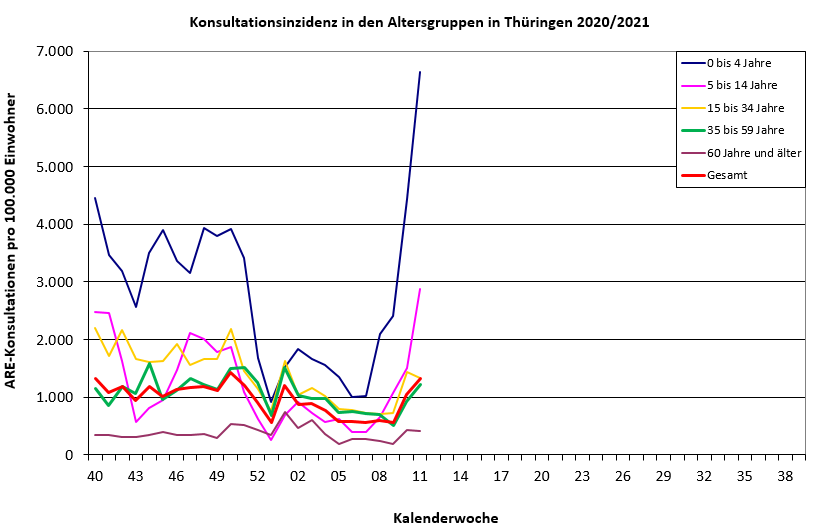 Konsultationsinzidenz in den Altersgruppen in Thüringen 2020/2021
ARE-Konsultationen pro 100.000 Einwohner
7.000
6.000
5.000
4.000
3.000
2.000
1.000
0
0 bis 4 Jahre
5 bis 14 Jahre
15 bis 34 Jahre
35 bis 59 Jahre
60 Jahre und älter
Gesamt
40 43 46 49 52 02 05 08 11 14 17 20 23 26 29 32 35 38
Kalenderwoche